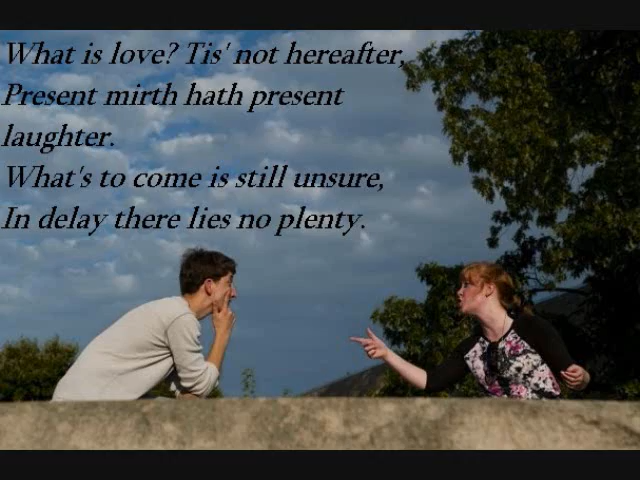 What is love? Tis' not hereafter,
Present mirth hath present
laughter.
What's to come is still unsure,
In delay there lies no plenty.